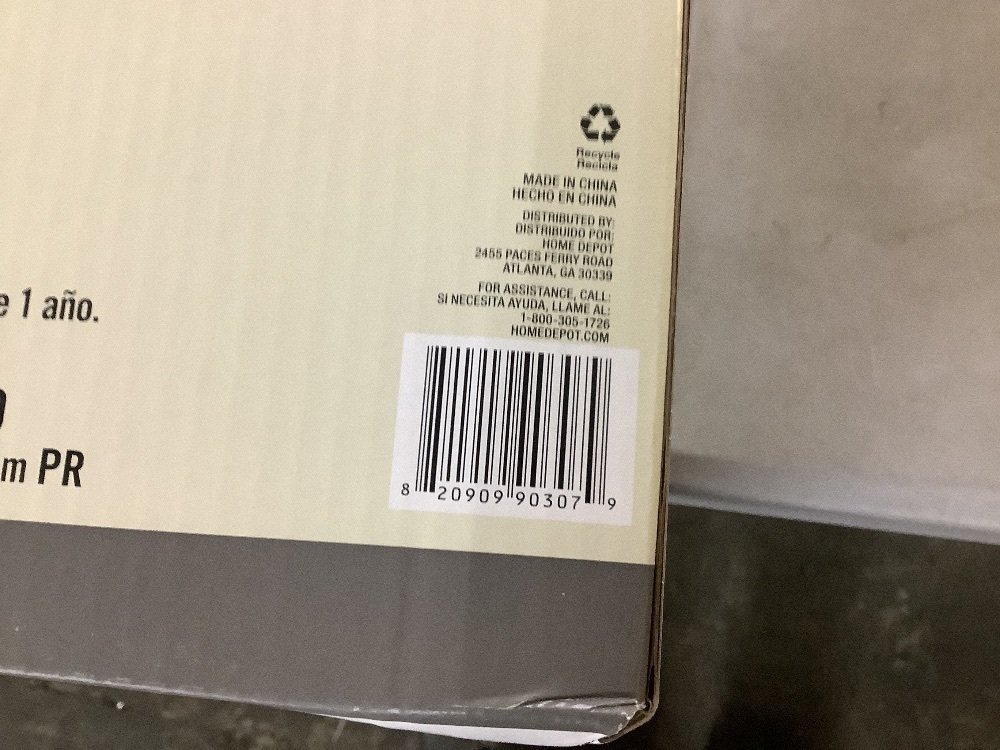 Recycle
Recicla
MADE IN CHINA
HECHO EN CHINA
DISTRIBUTED BY:
DISTRIBUIDO POR:
HOME DEPOT
2455 PACES FERRY ROAD
ATLANTA, GA 30339
FOR ASSISTANCE, CALL:
SI NECESITA AYUDA, LLAME AL:
1-800-305-1726
HOMEDEPOT.COM
8 20909 90307 9
e 1 año.
m PR